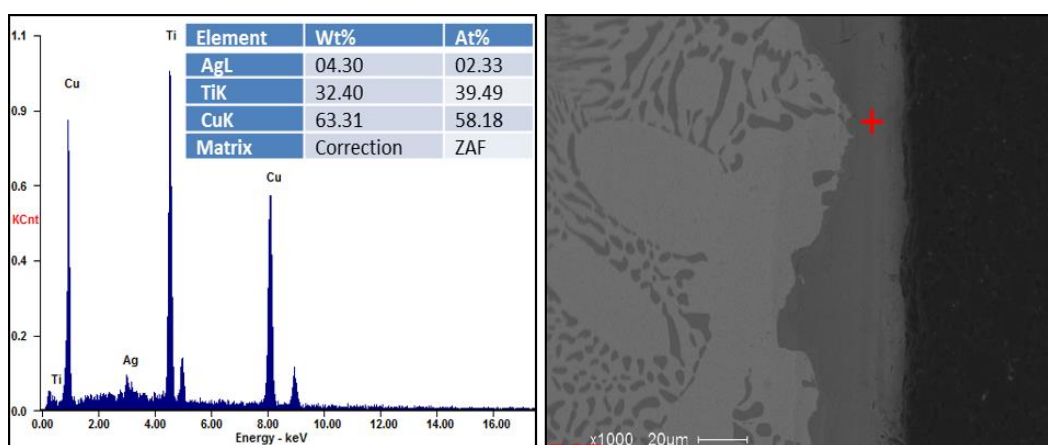 1.1
0.9
0.8
0.6
KCnt
0.4
0.2
0.0
Cu
Ti
Ti
Ag
Cu
0.00 2.00 4.00 6.00 8.00 10.00 12.00 14.00 16.00
Energy - keV
Element Wt% At%
AgL 04.30 02.33
TiK 32.40 39.49
CuK 63.31 58.18
Matrix Correction ZAF
x1000 20µm